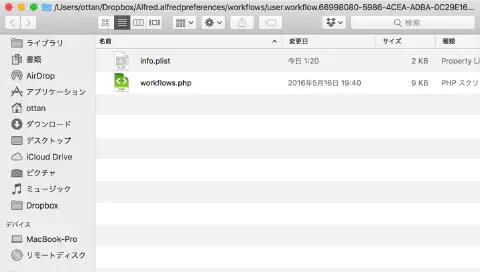 /Users/ottan/Dropbox/Alfred.alfredpreferences/workflows/user.workflow.66998080-5986-4CEA-A0BA-0C29E16...
検索
ライブラリ
書類
AirDrop
アプリケーション
ottan
ダウンロード
デスクトップ
iCloud Drive
ピクチャ
ミュージック
Dropbox
デバイス
MacBook-Pro
リモートディスク
名前 変更日 サイズ 種類
info.plist 今日 1:20 2 KB Property Li
workflows.php 2016年5月16日 19:40 9 KB PHP スクリ